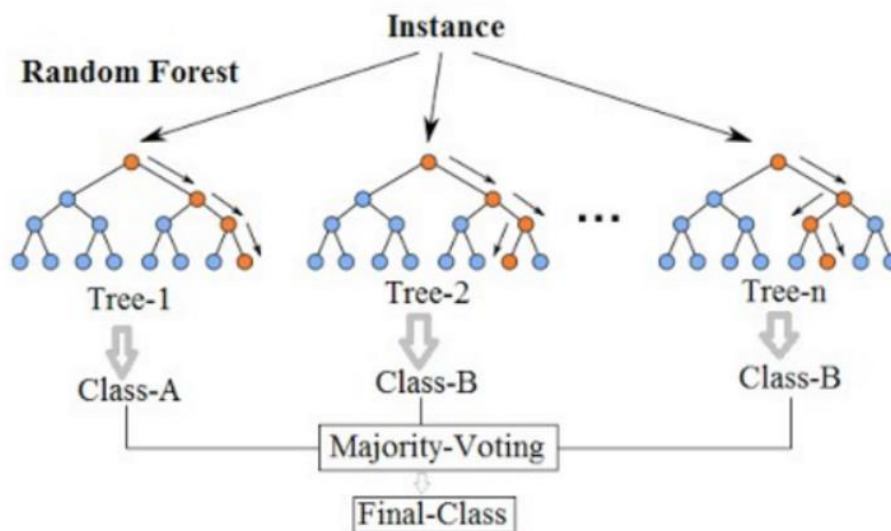 Instance
Random Forest
...
Tree-1
Tree-2
Tree-n
Class-A
Class-B
Class-B
Majority-Voting
Final-Class